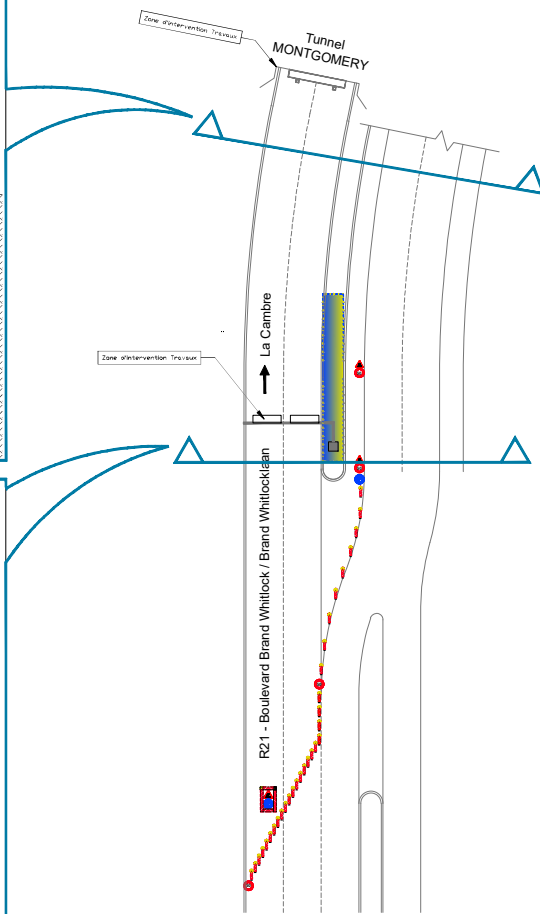 Zone d'intervention Travaux
Tunnel
MONTGOMERY
La Cambre
Zone d'intervention Travaux
R21 - Boulevard Brand Whitlock / Brand Whitlocklaan